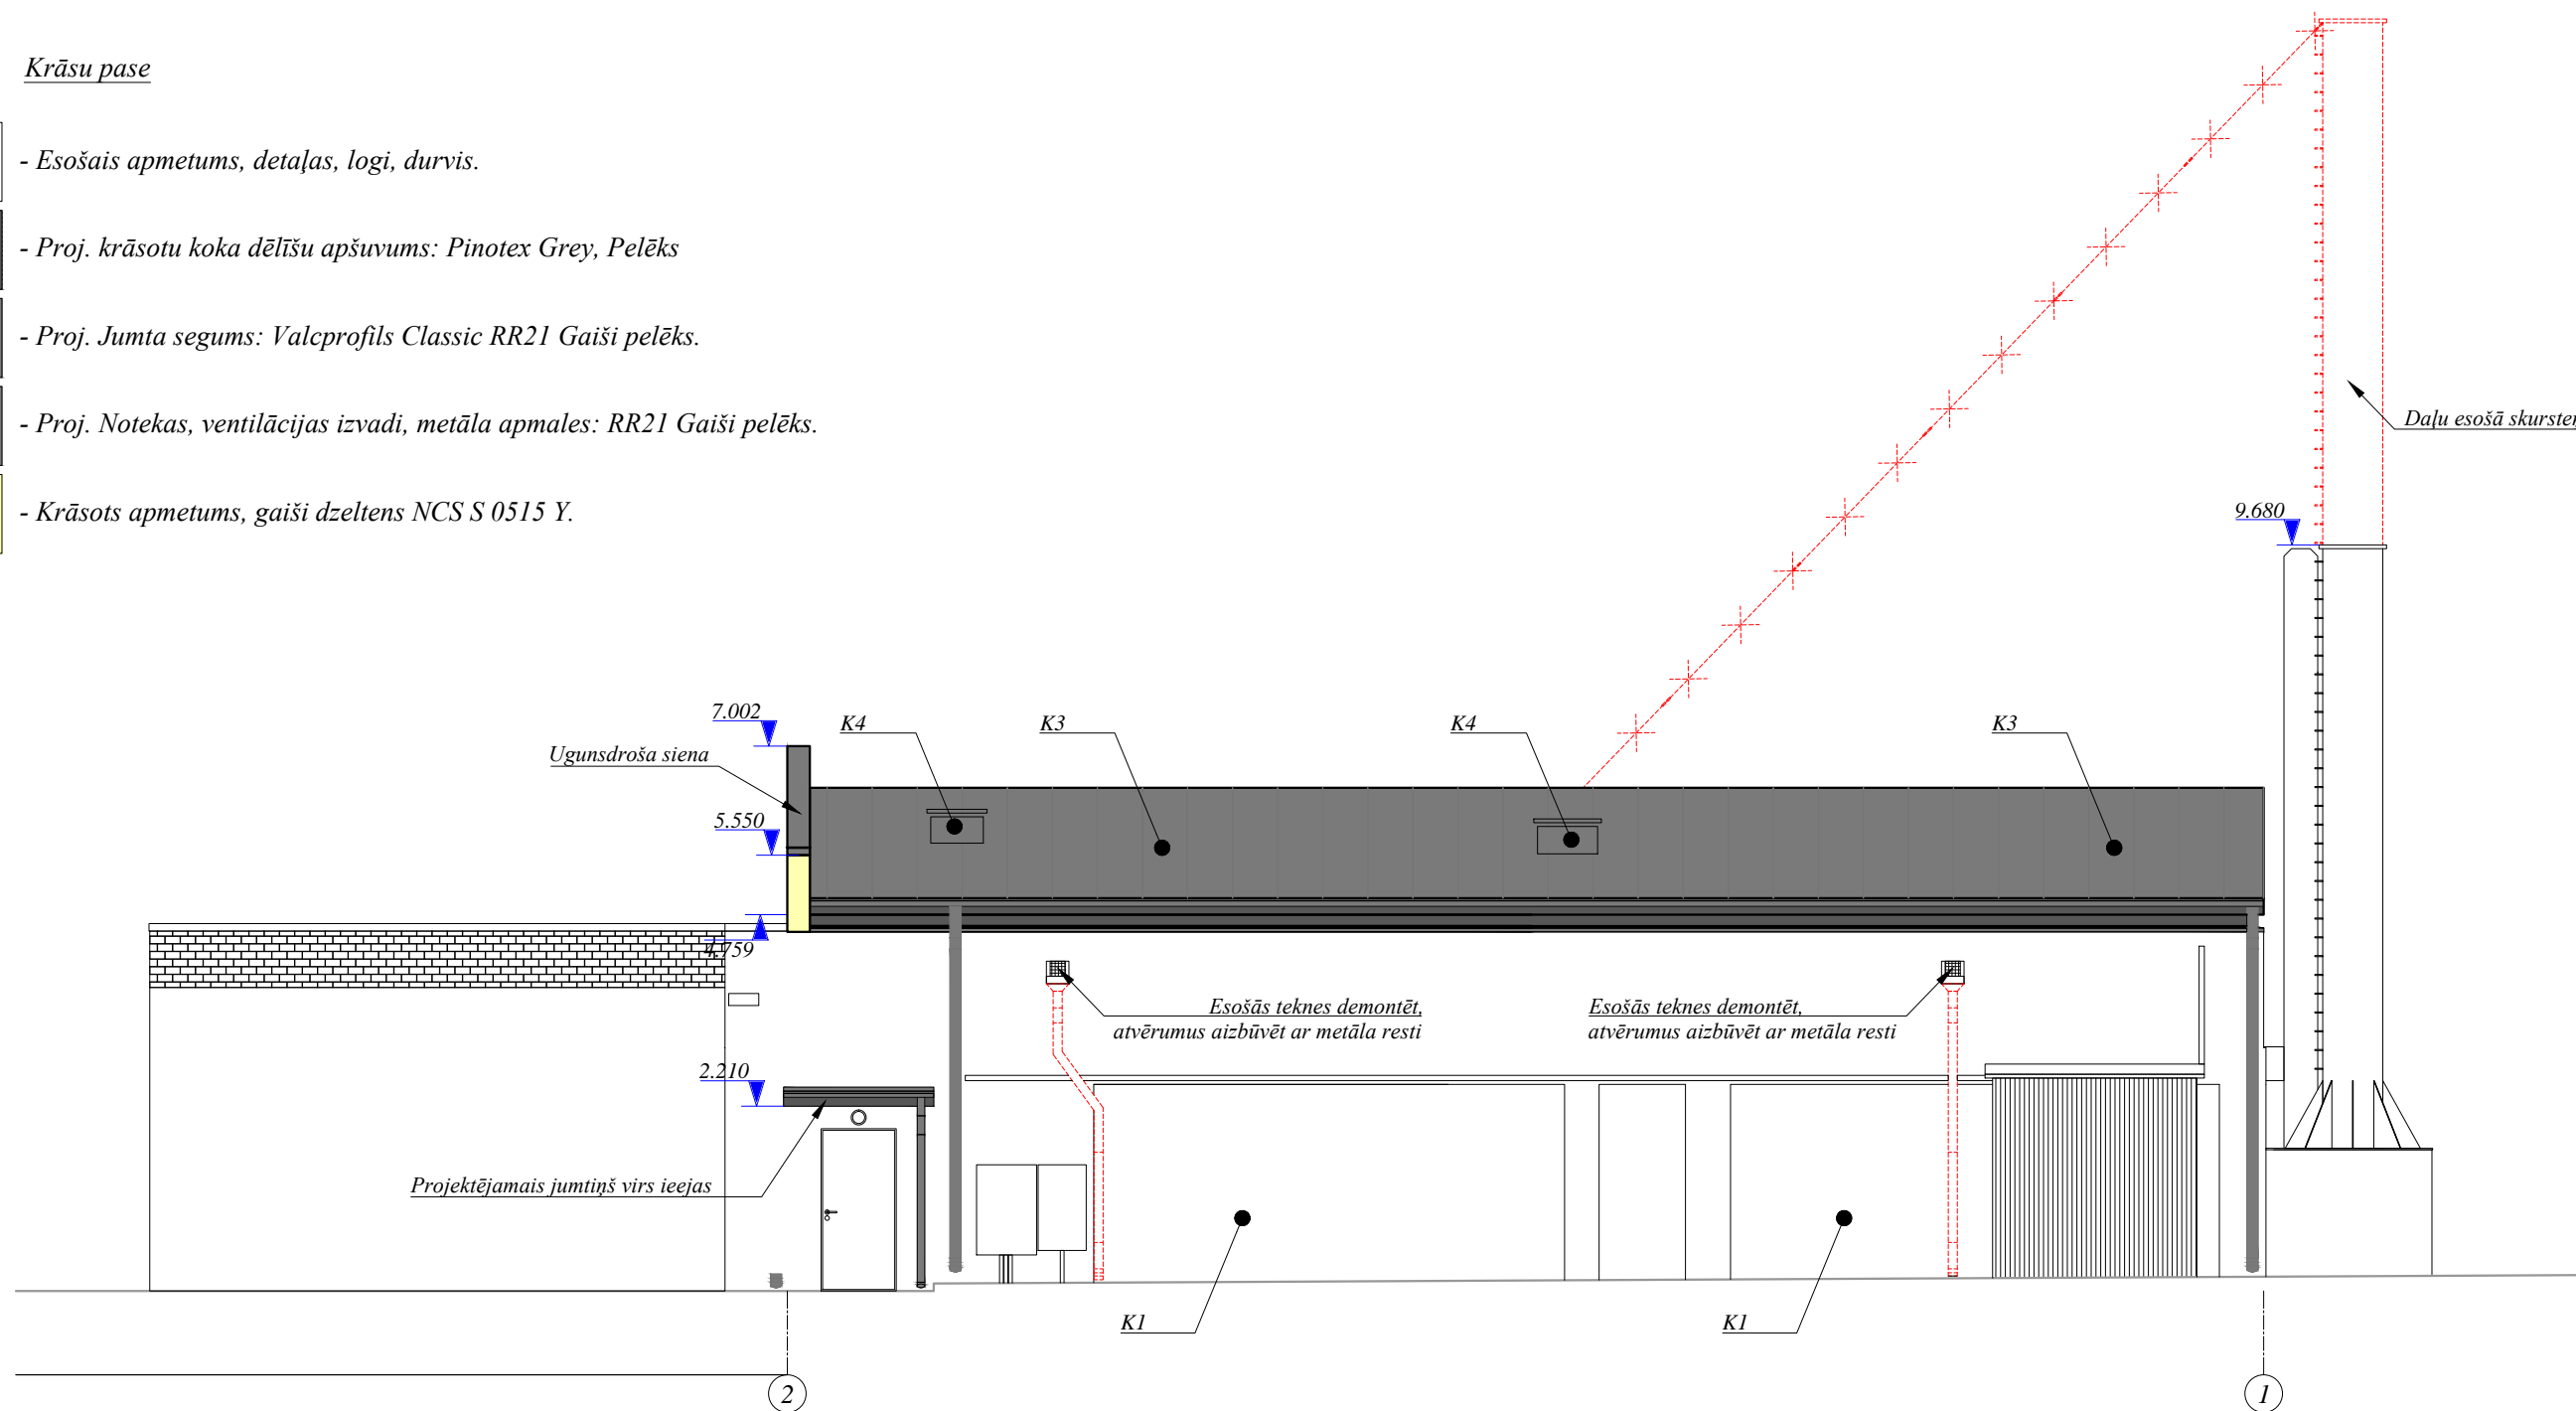 Krāsu pase
- Esošais apmetums, detaļas, logi, durvis.
- Proj. krāsotu koka dēlīšu apšuvums: Pinotex Grey, Pelēks
- Proj. Jumta segums: Valcprofils Classic RR21 Gaiši pelēks.
- Proj. Notekas, ventilācijas izvadi, metāla apmales: RR21 Gaiši pelēks.
- Krāsots apmetums, gaiši dzeltens NCS S 0515 Y.
Daļu esošā
9.680
7.002
K4
K3
K4
K3
Ugunsdroša siena
5.550
4.759
Esošās teknes demontēt,
atvērumus aizbūvēt ar metāla resti
Esošās teknes demontēt,
atvērumus aizbūvēt ar metāla resti
2.210
Projektējamais jumtiņš virs ieejas
K1
K1
2
1